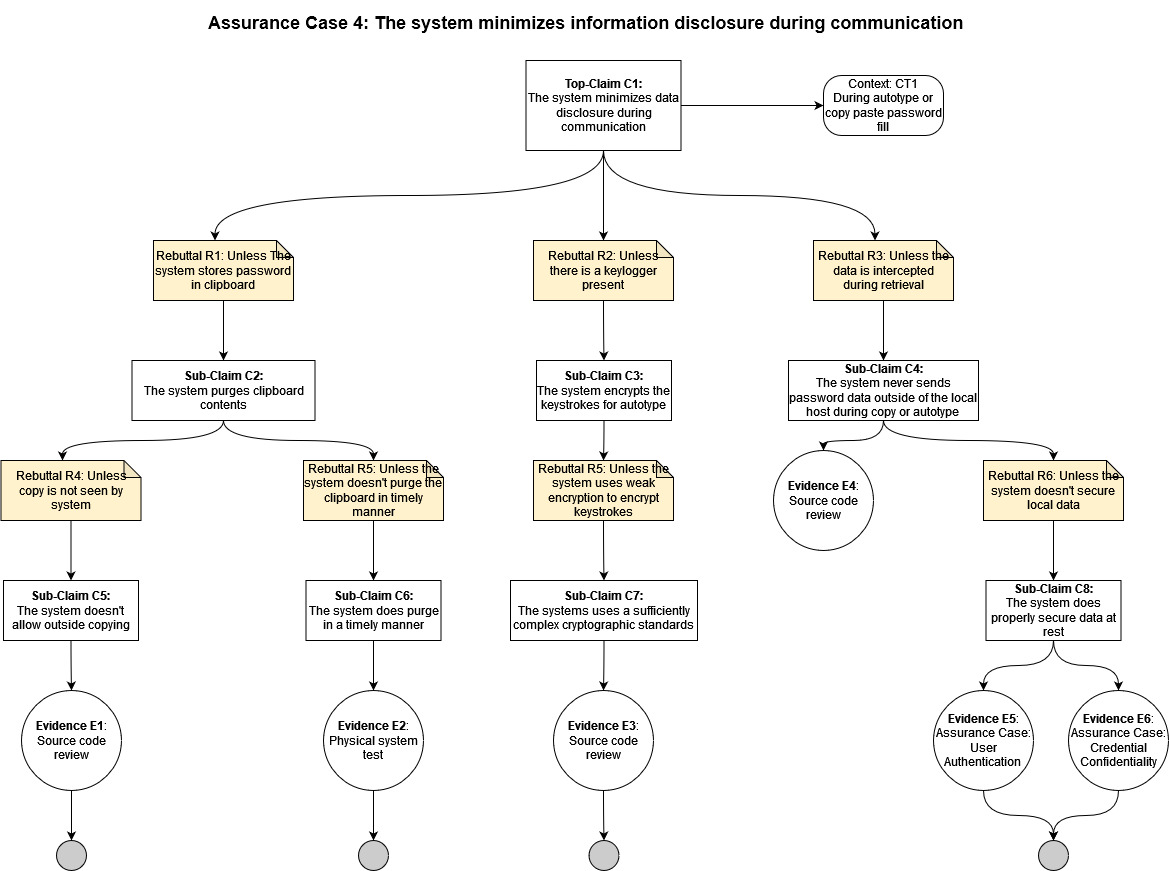 Assurance Case 4: The system minimizes information disclosure during communication
Top-Claim C1:
The system minimizes data
disclosure during
communication
Context: CT1
During autotype or
copy paste password
fill
Rebuttal R1: Unless The
system stores password
in clipboard
Rebuttal R2: Unless
there is a keylogger
present
Rebuttal R3: Unless the
data is intercepted
during retrieval
Sub-Claim C2:
The system purges clipboard
contents
Sub-Claim C3:
The system encrypts the
keystrokes for autotype
Sub-Claim C4:
The system never sends
password data outside of the local
host during copy or autotype
Rebuttal R4: Unless
copy is not seen by
system
Rebuttal R5: Unless the
system doesn't purge the
clipboard in timely
manner
Rebuttal R5: Unless the
system uses weak
encryption to encrypt
keystrokes
Evidence E4:
Source code
review
Rebuttal R6: Unless the
system doesn't secure
local data
Sub-Claim C5:
The system doesn't
allow outside copying
Sub-Claim C6:
The system does purge
in a timely manner
Sub-Claim C7:
The systems uses a sufficiently
complex cryptographic standards
Sub-Claim C8:
The system does
properly secure data at
rest
Evidence E1:
Source code
review
Evidence E2:
Physical system
test
Evidence E3:
Source code
review
Evidence E5:
Assurance Case:
User
Authentication
Evidence E6:
Assurance Case:
Credential
Confidentiality